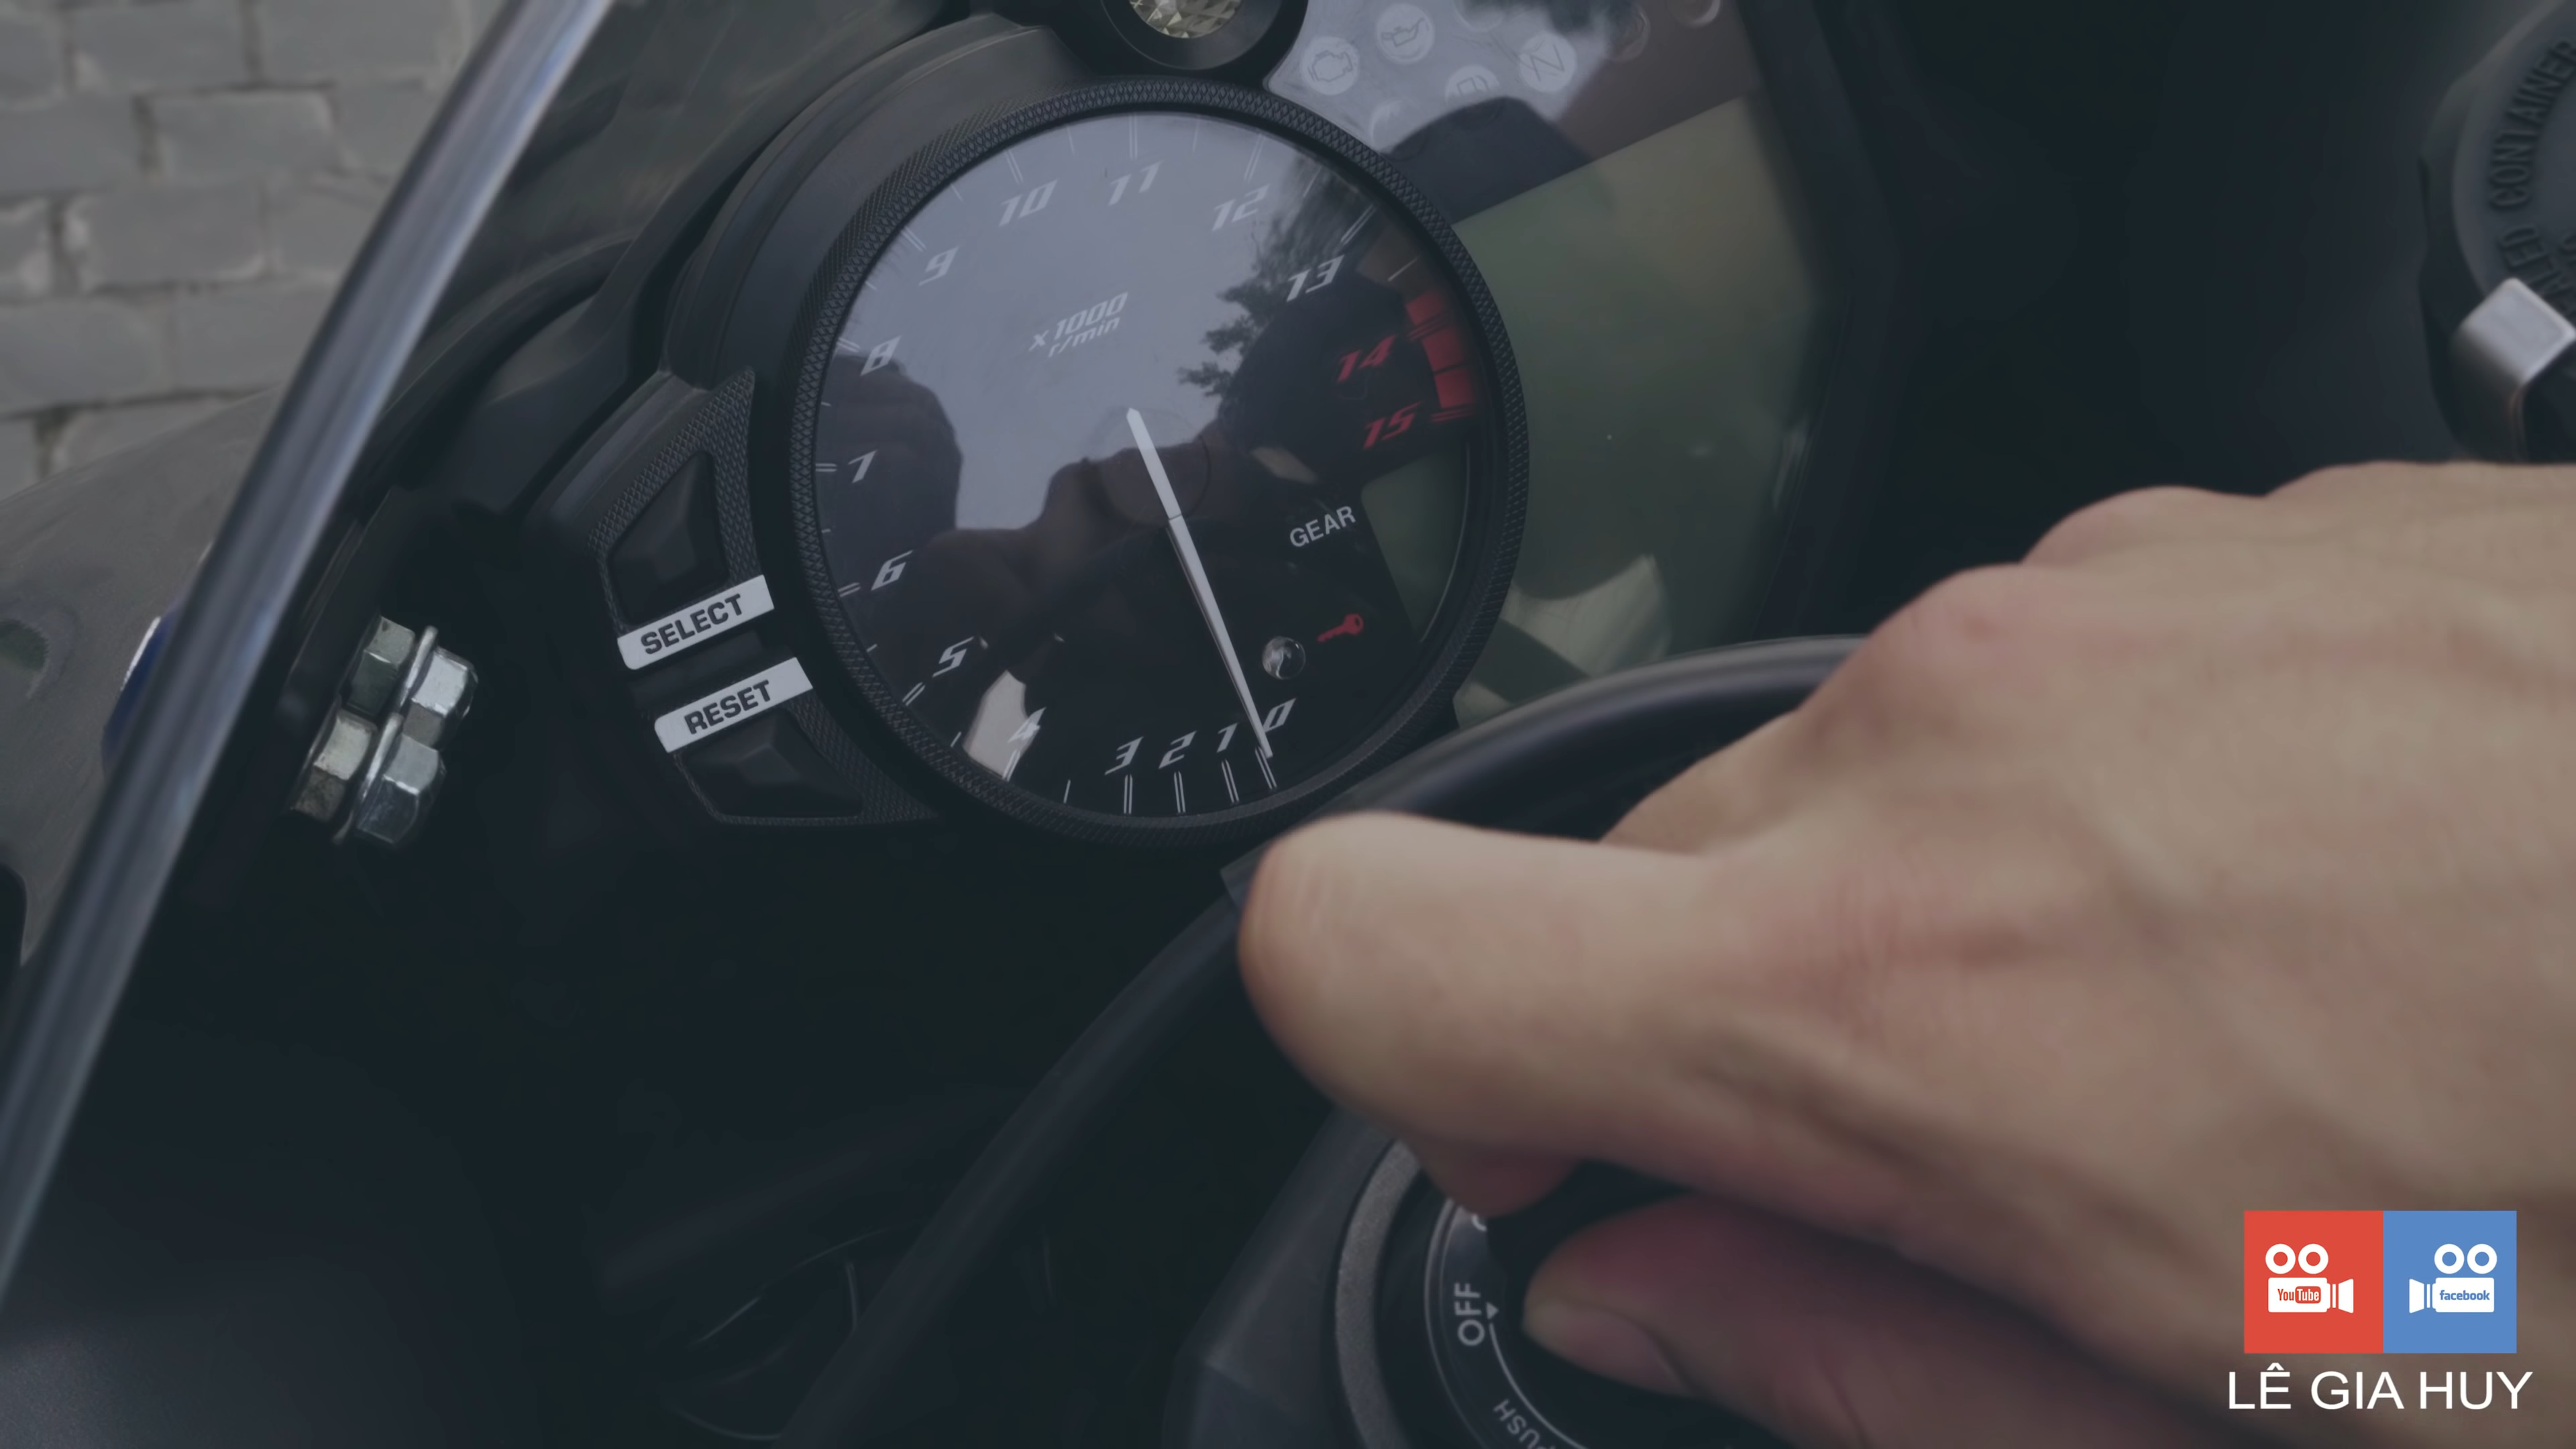 10
11
12
9
13
x1000
r/min
8
14
15
7
GEAR
6
SELECT
5
RESET
4
3
2
1
0
CONTAINER
OFF
PUSH
YouTube
facebook
LÊ GIA HUY